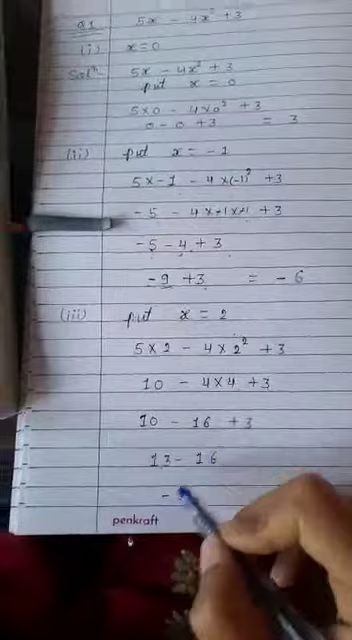 Q1 5x - 4x² + 3
(i) x=0
Solⁿ 5x - 4x² + 3
put x = 0
5×0 - 4×0² + 3
0 - 0 + 3 = 3
(ii) put x = -1
5×-1 - 4×(-1)² + 3
-5 - 4×-1×-1 + 3
-5 - 4 + 3
-9 + 3 = -6
(iii) put x = 2
5×2 - 4×2² + 3
10 - 4×4 + 3
10 - 16 + 3
13 - 16
-
penkraft